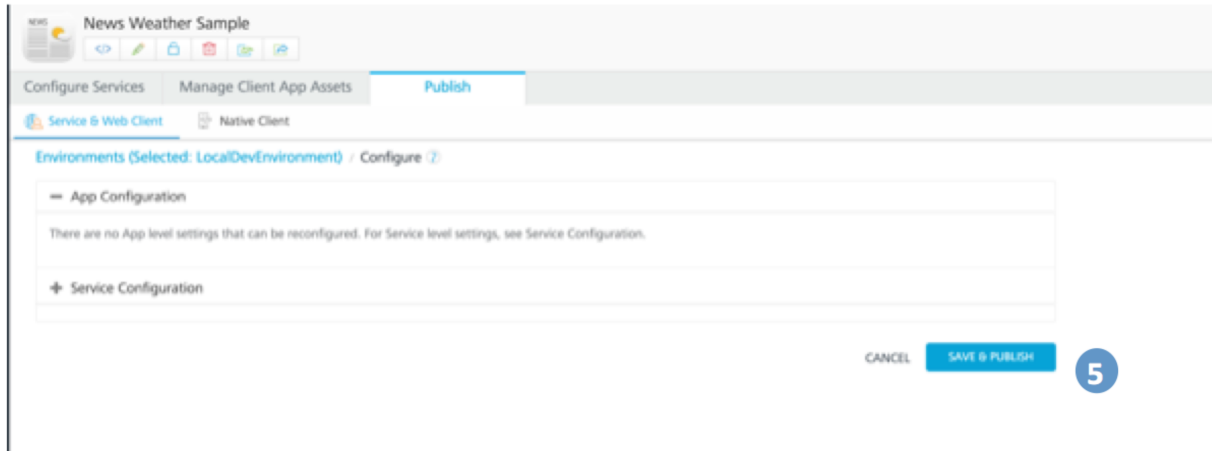 NEWS
News Weather Sample
Configure Services Manage Client App Assets Publish
Service & Web Client Native Client
Environments (Selected: LocalDevEnvironment) / Configure ?
App Configuration
There are no App level settings that can be reconfigured. For Service level settings, see Service Configuration.
Service Configuration
CANCEL SAVE & PUBLISH
5